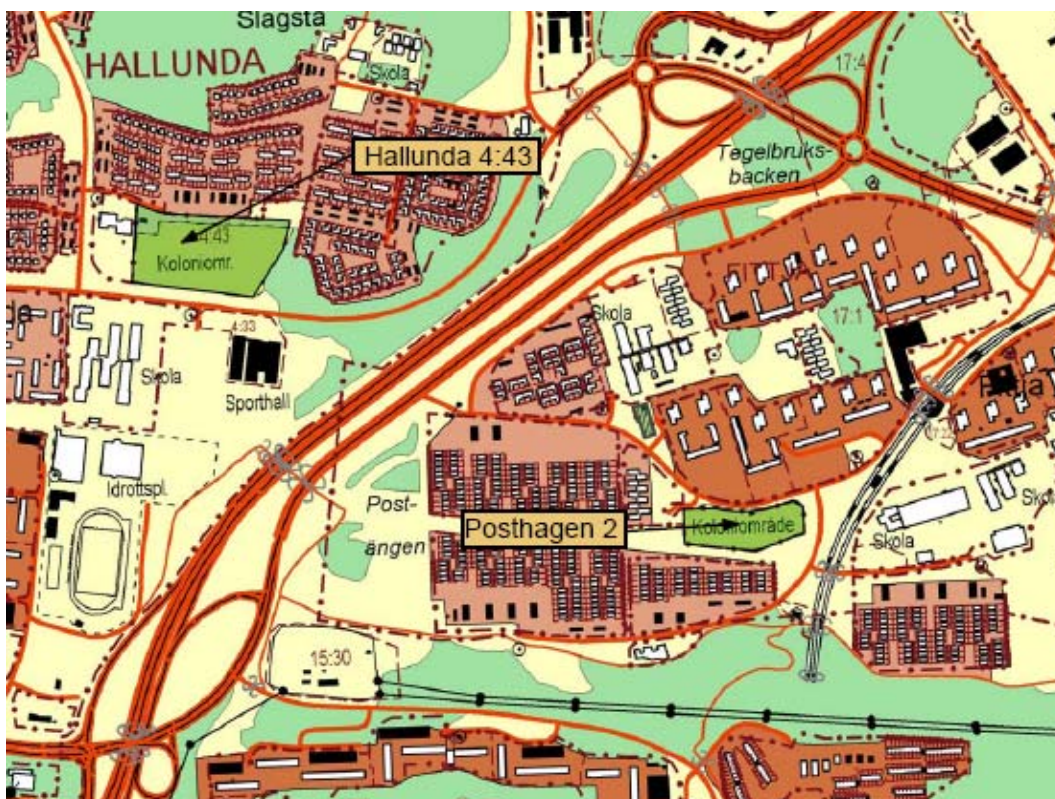 Slagsta
HALLUNDA
Skola
17:4
Hallunda 4:43
Tegelbruks-
backen
4:43
Koloniomr.
4:33
Skola
Sporthall
Skola
17:1
Idrottspl.
Post-
ängen
Posthagen 2
Koloniområde
Skola
15:30